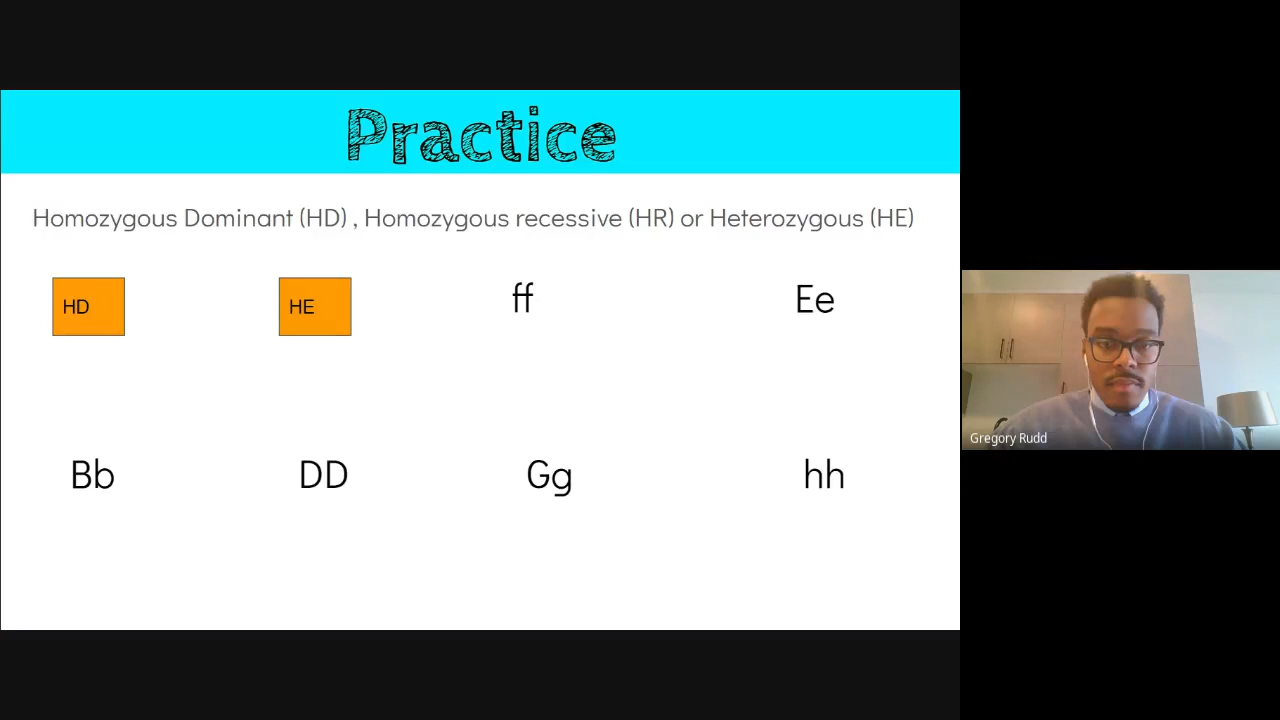 Practice
Homozygous Dominant (HD) , Homozygous recessive (HR) or Heterozygous (HE)
HD HE ff Ee
Bb DD Gg hh
Gregory Rudd